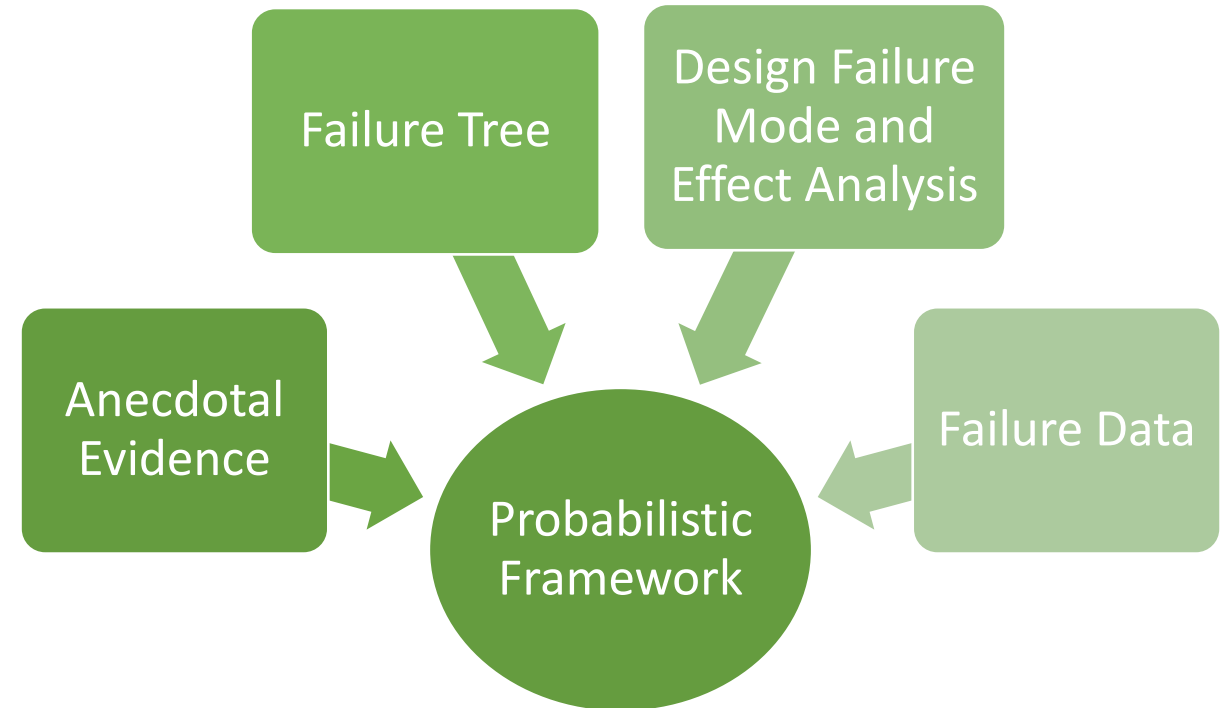 Failure Tree
Design Failure
Mode and
Effect Analysis
Anecdotal
Evidence
Failure Data
Probabilistic
Framework